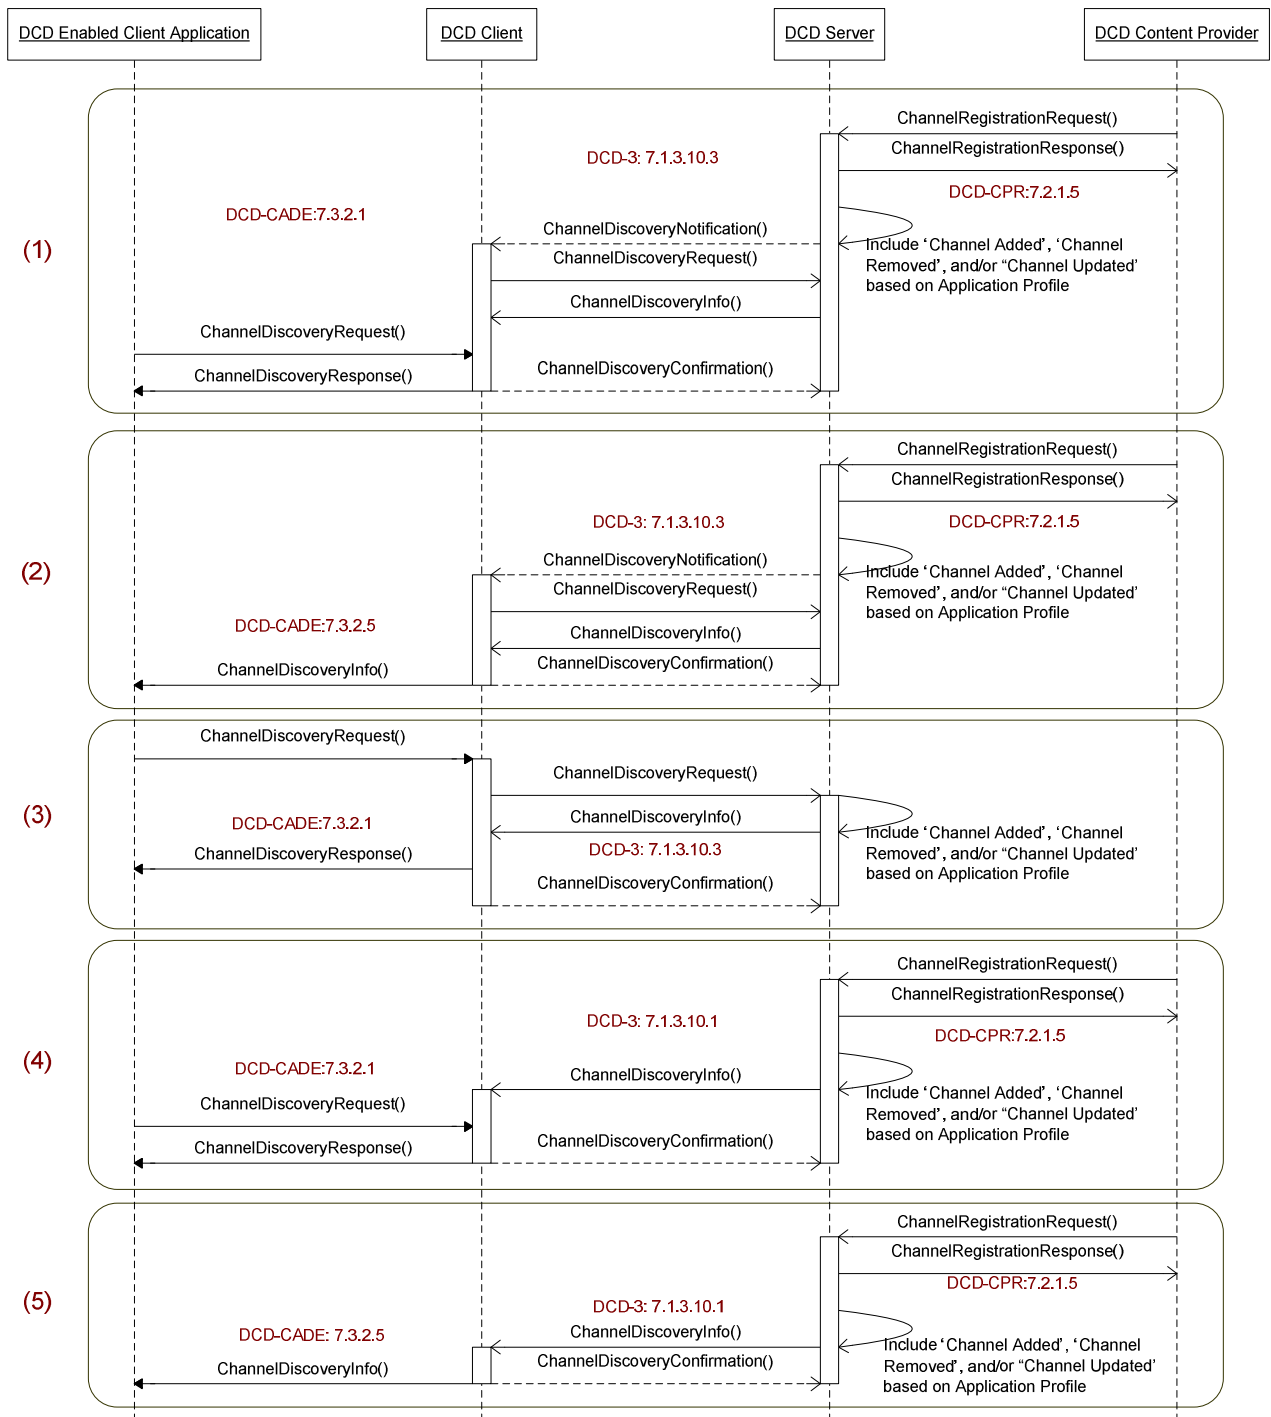 DCD Enabled Client Application
DCD Client
DCD Server
DCD Content Provider
(1)
ChannelRegistrationRequest()
ChannelRegistrationResponse()
DCD-3: 7.1.3.10.3
DCD-CPR:7.2.1.5
DCD-CADE:7.3.2.1
ChannelDiscoveryNotification()
Include ‘Channel Added’, ‘Channel
Removed’, and/or “Channel Updated’
based on Application Profile
ChannelDiscoveryRequest()
ChannelDiscoveryInfo()
ChannelDiscoveryRequest()
ChannelDiscoveryConfirmation()
ChannelDiscoveryResponse()
(2)
ChannelRegistrationRequest()
ChannelRegistrationResponse()
DCD-3: 7.1.3.10.3
DCD-CPR:7.2.1.5
ChannelDiscoveryNotification()
Include ‘Channel Added’, ‘Channel
Removed’, and/or “Channel Updated’
based on Application Profile
ChannelDiscoveryRequest()
DCD-CADE:7.3.2.5
ChannelDiscoveryInfo()
ChannelDiscoveryConfirmation()
ChannelDiscoveryInfo()
(3)
ChannelDiscoveryRequest()
ChannelDiscoveryRequest()
DCD-CADE:7.3.2.1
ChannelDiscoveryInfo()
Include ‘Channel Added’, ‘Channel
Removed’, and/or “Channel Updated’
based on Application Profile
DCD-3: 7.1.3.10.3
ChannelDiscoveryResponse()
ChannelDiscoveryConfirmation()
(4)
ChannelRegistrationRequest()
ChannelRegistrationResponse()
DCD-3: 7.1.3.10.1
DCD-CPR:7.2.1.5
DCD-CADE:7.3.2.1
ChannelDiscoveryInfo()
Include ‘Channel Added’, ‘Channel
Removed’, and/or “Channel Updated’
based on Application Profile
ChannelDiscoveryRequest()
ChannelDiscoveryConfirmation()
ChannelDiscoveryResponse()
(5)
ChannelRegistrationRequest()
ChannelRegistrationResponse()
DCD-CPR:7.2.1.5
DCD-3: 7.1.3.10.1
DCD-CADE: 7.3.2.5
ChannelDiscoveryInfo()
Include ‘Channel Added’, ‘Channel
Removed’, and/or “Channel Updated’
based on Application Profile
ChannelDiscoveryConfirmation()
ChannelDiscoveryInfo()